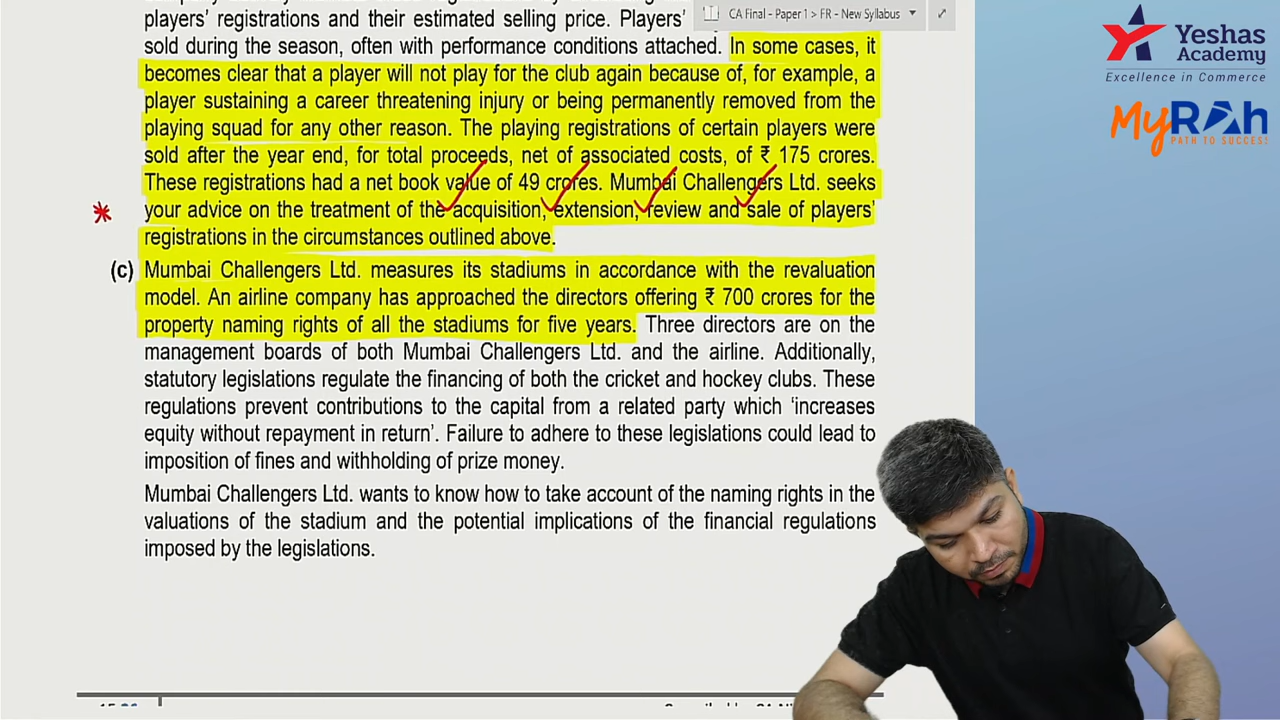 players' registrations and their estimated selling price. Players'
sold during the season, often with performance conditions attached. In some cases, it
becomes clear that a player will not play for the club again because of, for example, a
player sustaining a career threatening injury or being permanently removed from the
playing squad for any other reason. The playing registrations of certain players were
sold after the year end, for total proceeds, net of associated costs, of ₹ 175 crores.
These registrations had a net book value of 49 crores. Mumbai Challengers Ltd. seeks
your advice on the treatment of the acquisition, extension, review and sale of players'
registrations in the circumstances outlined above.
(c) Mumbai Challengers Ltd. measures its stadiums in accordance with the revaluation
model. An airline company has approached the directors offering ₹ 700 crores for the
property naming rights of all the stadiums for five years. Three directors are on the
management boards of both Mumbai Challengers Ltd. and the airline. Additionally,
statutory legislations regulate the financing of both the cricket and hockey clubs. These
regulations prevent contributions to the capital from a related party which 'increases
equity without repayment in return'. Failure to adhere to these legislations could lead to
imposition of fines and withholding of prize money.
Mumbai Challengers Ltd. wants to know how to take account of the naming rights in the
valuations of the stadium and the potential implications of the financial regulations
imposed by the legislations.
CA Final - Paper 1 > FR - New Syllabus
Yeshas
Academy
Excellence in Commerce
MyRAh
PATH TO SUCCESS